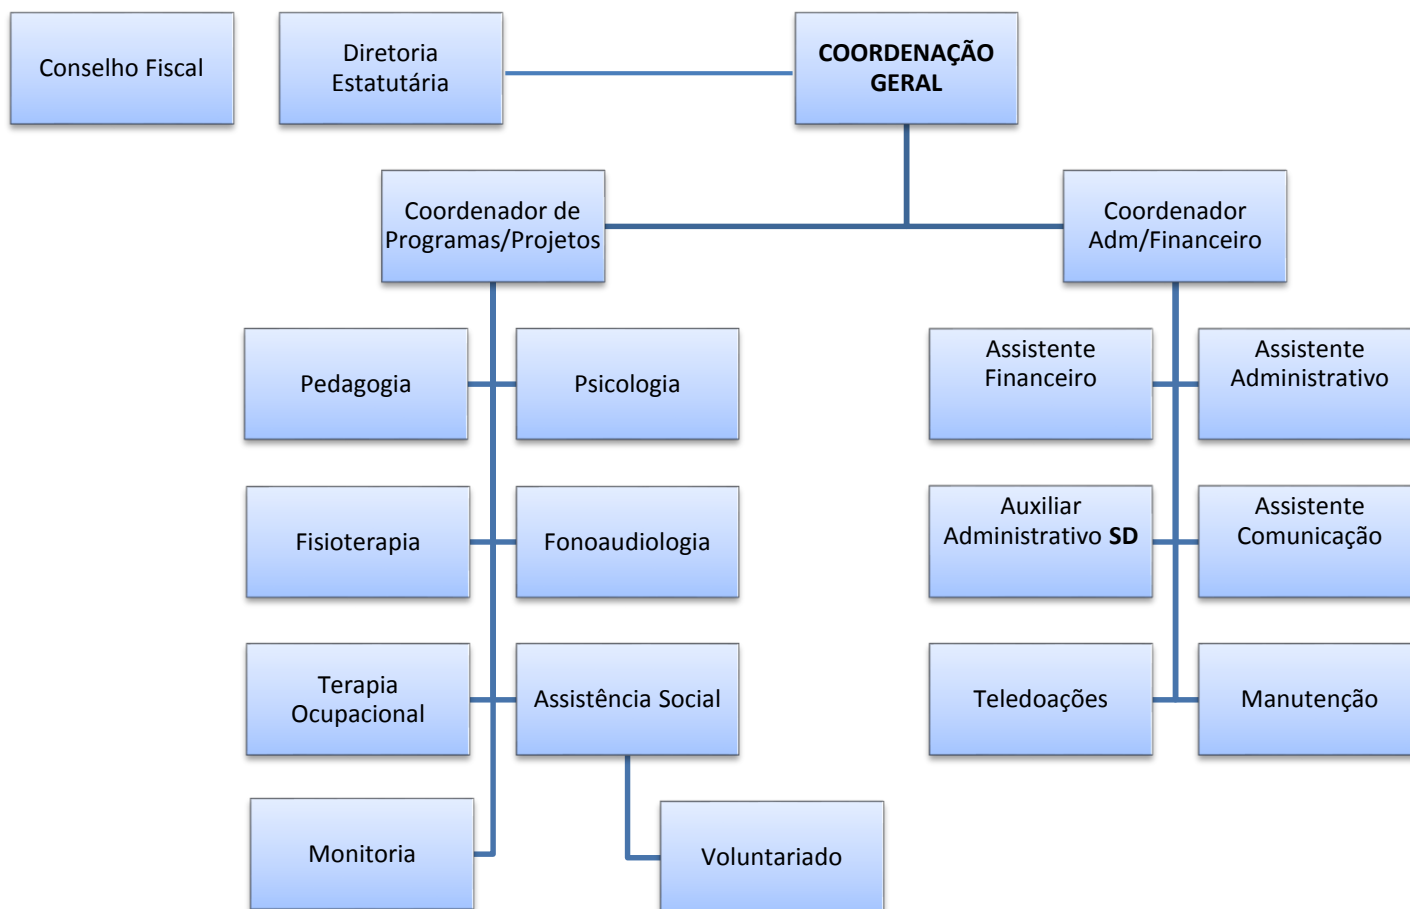 Conselho Fiscal
Diretoria
Estatutária
COORDENAÇÃO
GERAL
Coordenador de
Programas/Projetos
Coordenador
Adm/Financeiro
Pedagogia
Psicologia
Assistente
Financeiro
Assistente
Administrativo
Fisioterapia
Fonoaudiologia
Auxiliar
Administrativo SD
Assistente
Comunicação
Terapia
Ocupacional
Assistência Social
Teledoações
Manutenção
Monitoria
Voluntariado